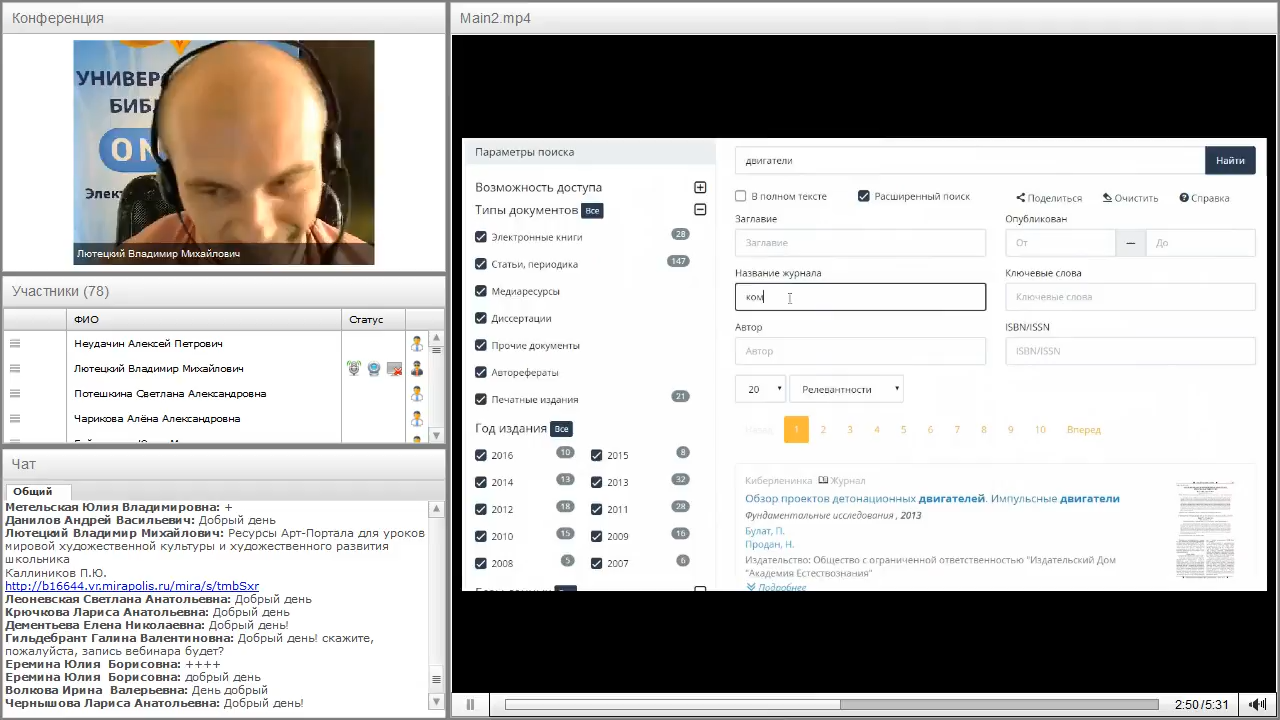 Конференция
УНИВЕР
БИБ
ON
Элект
Лютецкий Владимир Михайлович
Участники (78)
ФИО Статус
Неудачин Алексей Петрович
Лютецкий Владимир Михайлович
Потешкина Светлана Александровна
Чарикова Алёна Александровна
Чат
Общий
Метельская Юлия Владимировна: +
Данилов Андрей Васильевич: Добрый день
Лютецкий Владимир Михайлович: Ресурсы Арт-Портала для уроков
мировой художественной культуры и художественного развития
школьника
Каллиников П.Ю.
http://b16644.vr.mirapolis.ru/mira/s/tmbSxr
Леоневская Светлана Анатольевна: Добрый день
Крючкова Лариса Анатольевна: Добрый день
Дементьева Елена Николаевна: Добрый день!
Гильдебрант Галина Валентиновна: Добрый день! скажите,
пожалуйста, запись вебинара будет?
Еремина Юлия Борисовна: ++++
Еремина Юлия Борисовна: добрый день
Волкова Ирина Валерьевна: День добрый
Чернышова Лариса Анатольевна: Добрый день!
Main2.mp4
Параметры поиска
Возможность доступа
Типы документов Все
Электронные книги 28
Статьи, периодика 147
Медиаресурсы
Диссертации
Прочие документы
Авторефераты
Печатные издания 21
Год издания Все
2016 10 2015 8
2014 13 2013 32
2012 18 2011 28
2010 15 2009 16
2008 5 2007 6
двигатели Найти
В полном тексте Расширенный поиск Поделиться Очистить Справка
Заглавие Опубликован
Заглавие От — До
Название журнала Ключевые слова
ком Ключевые слова
Автор ISBN/ISSN
Автор ISBN/ISSN
20 Релевантности
Назад 1 2 3 4 5 6 7 8 9 10 Вперед
Киберленинка Журнал
Обзор проектов детонационных двигателей. Импульсные двигатели
Фундаментальные исследования , 2013
Булат, П.
Продан, Н.
Издательство: Общество с ограниченной ответственностью "Издательский Дом
"Академия Естествознания"
Подробнее
2:50/5:31